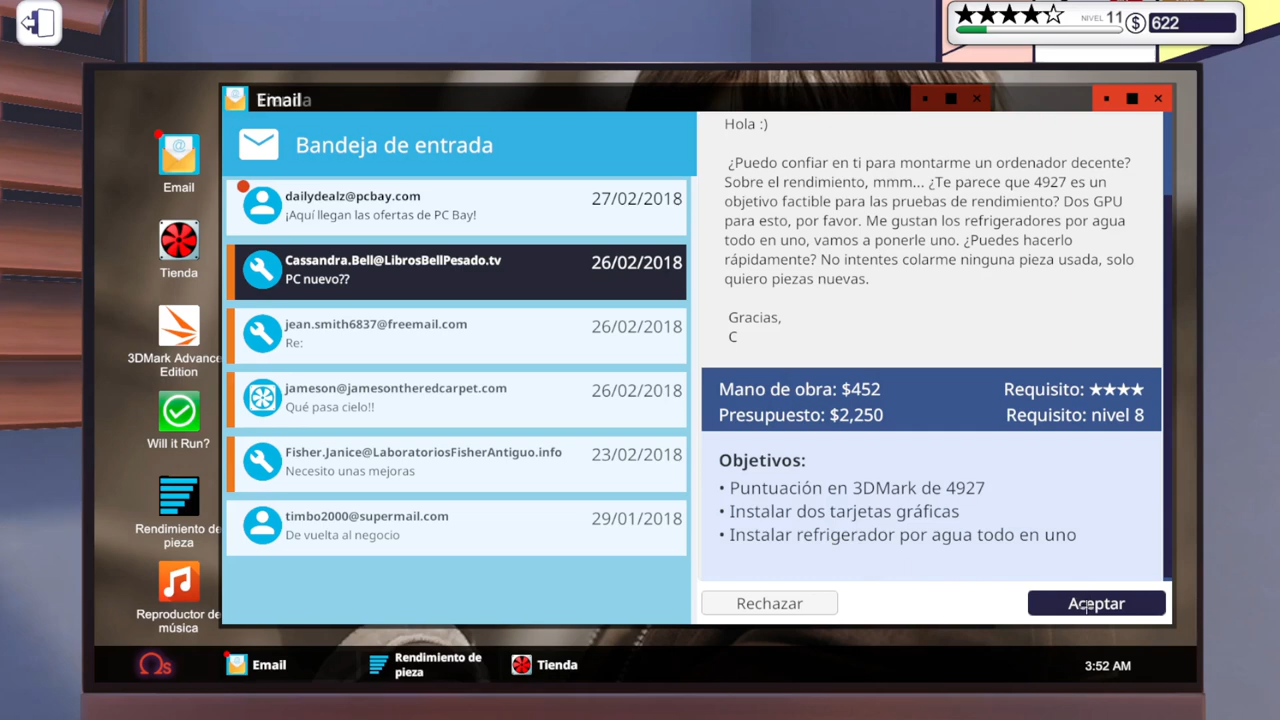 ★★★★☆ NIVEL 11 $ 622
Email
Bandeja de entrada
dailydealz@pcbay.com 27/02/2018
¡Aquí llegan las ofertas de PC Bay!
Cassandra.Bell@LibrosBellPesado.tv 26/02/2018
PC nuevo??
jean.smith6837@freemail.com 26/02/2018
Re:
jameson@jamesontheredcarpet.com 26/02/2018
Qué pasa cielo!!
Fisher.Janice@LaboratoriosFisherAntiguo.info 23/02/2018
Necesito unas mejoras
timbo2000@supermail.com 29/01/2018
De vuelta al negocio
Hola :)
¿Puedo confiar en ti para montarme un ordenador decente?
Sobre el rendimiento, mmm... ¿Te parece que 4927 es un
objetivo factible para las pruebas de rendimiento? Dos GPU
para esto, por favor. Me gustan los refrigeradores por agua
todo en uno, vamos a ponerle uno. ¿Puedes hacerlo
rápidamente? No intentes colarme ninguna pieza usada, solo
quiero piezas nuevas.
Gracias,
C
Mano de obra: $452 Requisito: ★★★★
Presupuesto: $2,250 Requisito: nivel 8
Objetivos:
• Puntuación en 3DMark de 4927
• Instalar dos tarjetas gráficas
• Instalar refrigerador por agua todo en uno
Rechazar Aceptar
Email
Tienda
3DMark Advance
Edition
Will it Run?
Rendimiento de
pieza
Reproductor de
música
Ωs Email Rendimiento de
pieza Tienda 3:52 AM